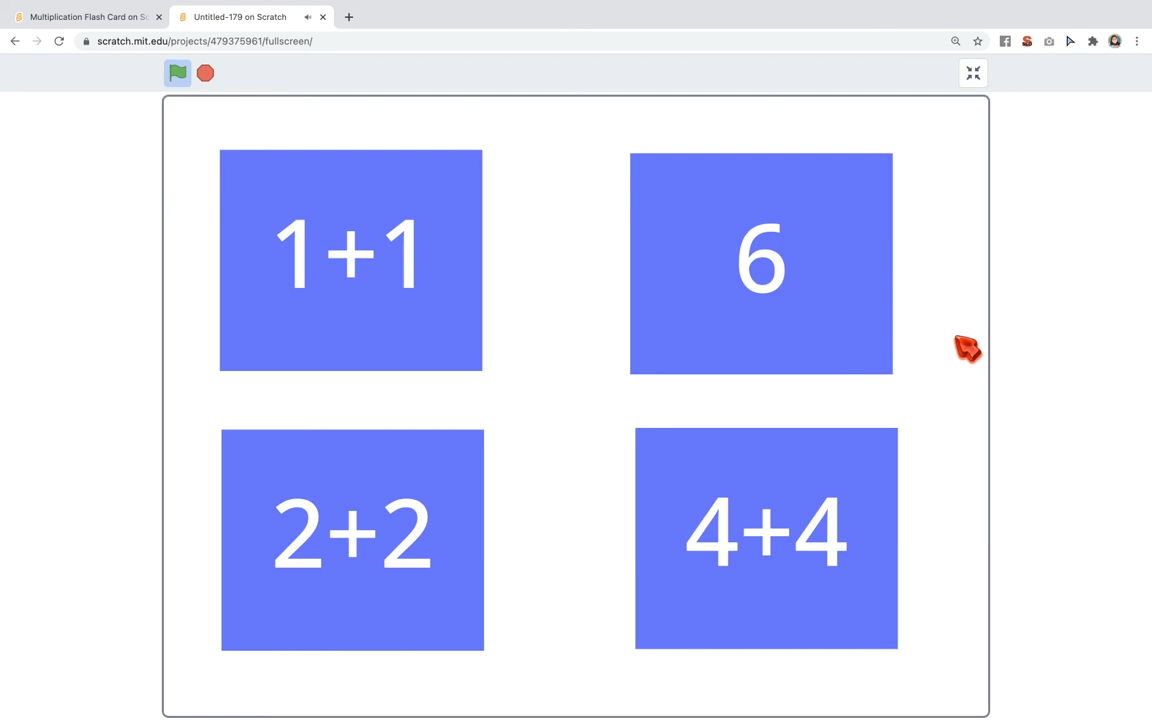 Multiplication Flash Card on Sc
Untitled-179 on Scratch
scratch.mit.edu/projects/479375961/fullscreen/
1+1
6
2+2
4+4